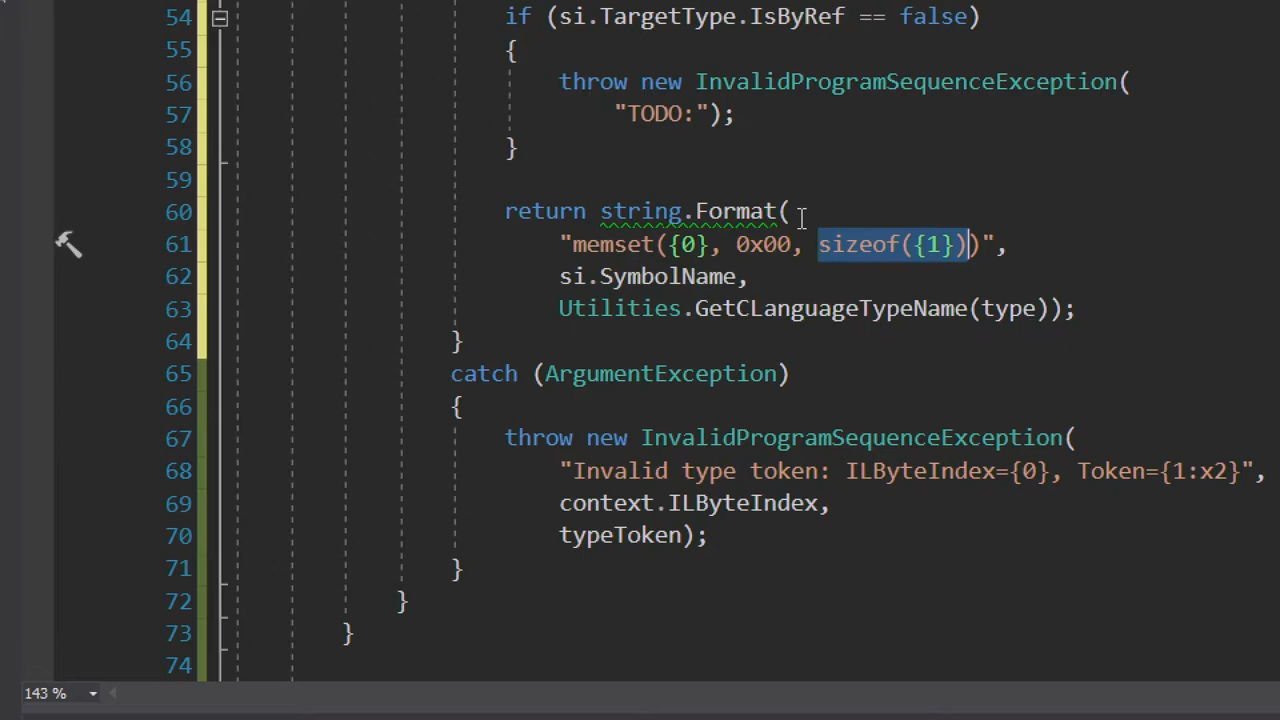 54 if (si.TargetType.IsByRef == false)
55 {
56 throw new InvalidProgramSequenceException(
57 "TODO:");
58 }
59
60 return string.Format(
61 "memset({0}, 0x00, sizeof({1}))",
62 si.SymbolName,
63 Utilities.GetCLanguageTypeName(type));
64 }
65 catch (ArgumentException)
66 {
67 throw new InvalidProgramSequenceException(
68 "Invalid type token: ILByteIndex={0}, Token={1:x2}",
69 context.ILByteIndex,
70 typeToken);
71 }
72 }
73 }
74
143 %